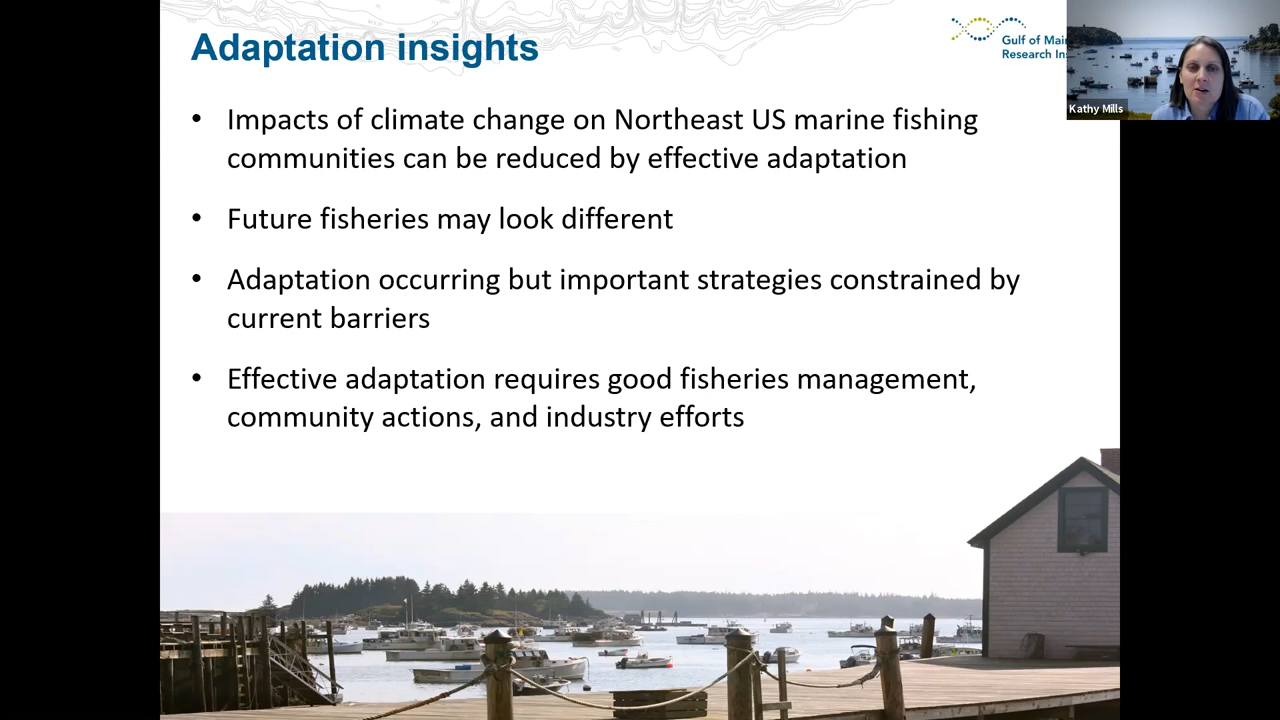 Adaptation insights
Gulf of
Research
Kathy Mills
• Impacts of climate change on Northeast US marine fishing
communities can be reduced by effective adaptation
• Future fisheries may look different
• Adaptation occurring but important strategies constrained by
current barriers
• Effective adaptation requires good fisheries management,
community actions, and industry efforts